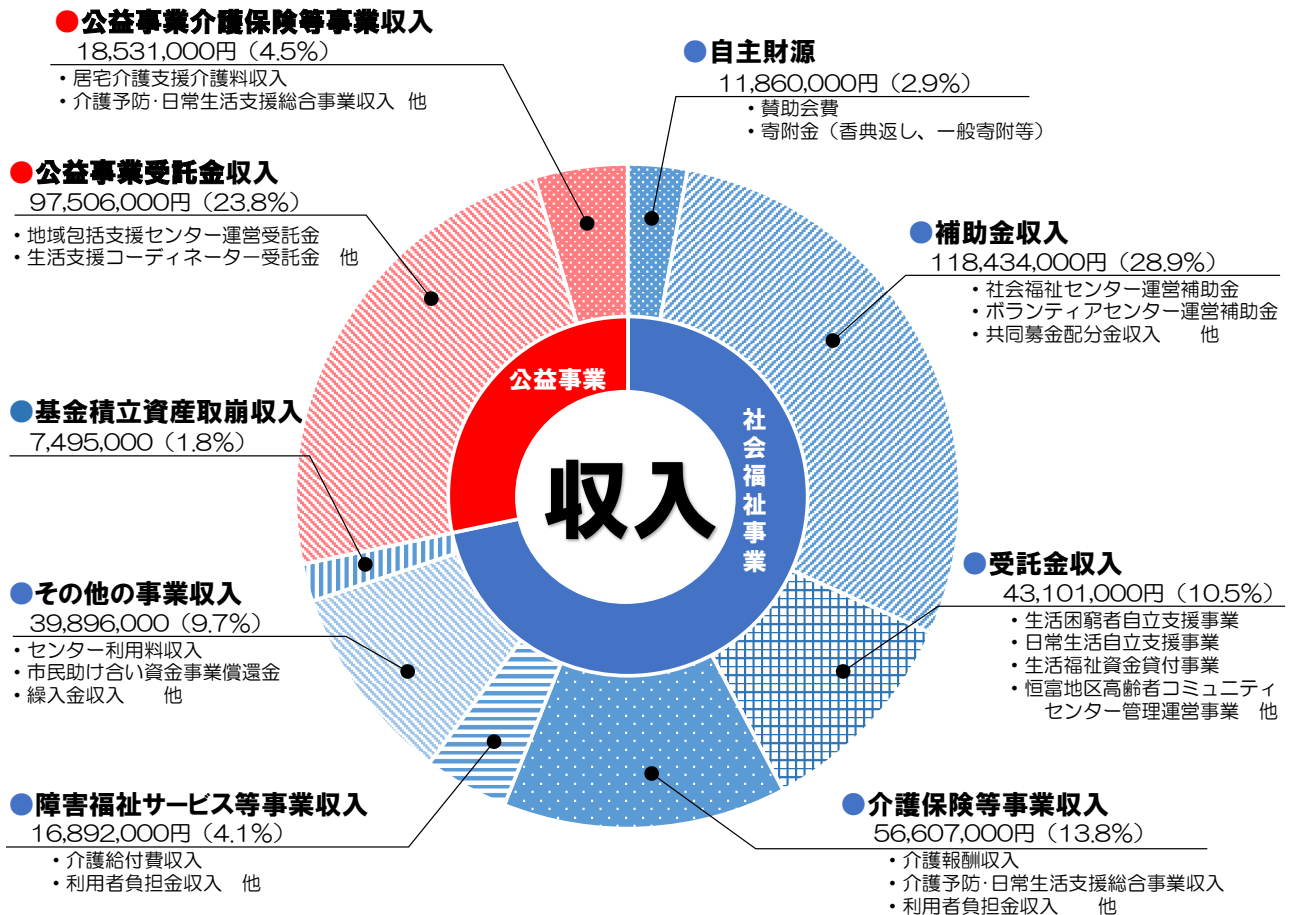 ●公益事業介護保険等事業収入
18,531,000円（4.5%）
・居宅介護支援介護料収入
・介護予防･日常生活支援総合事業収入 他
●自主財源
11,860,000円（2.9%）
・賛助会費
・寄附金（香典返し、一般寄附等）
●公益事業受託金収入
97,506,000円（23.8%）
・地域包括支援センター運営受託金
・生活支援コーディネーター受託金　他
●補助金収入
118,434,000円（28.9%）
・社会福祉センター運営補助金
・ボランティアセンター運営補助金
・共同募金配分金収入　　他
●基金積立資産取崩収入
7,495,000（1.8%）
公益事業
社会福祉事業
収入
●その他の事業収入
39,896,000（9.7%）
・センター利用料収入
・市民助け合い資金事業償還金
・繰入金収入　　他
●受託金収入
43,101,000円（10.5%）
・生活困窮者自立支援事業
・日常生活自立支援事業
・生活福祉資金貸付事業
・恒富地区高齢者コミュニティ
センター管理運営事業　他
●障害福祉サービス等事業収入
16,892,000円（4.1%）
・介護給付費収入
・利用者負担金収入　他
●介護保険等事業収入
56,607,000円（13.8%）
・介護報酬収入
・介護予防･日常生活支援総合事業収入
・利用者負担金収入　　他